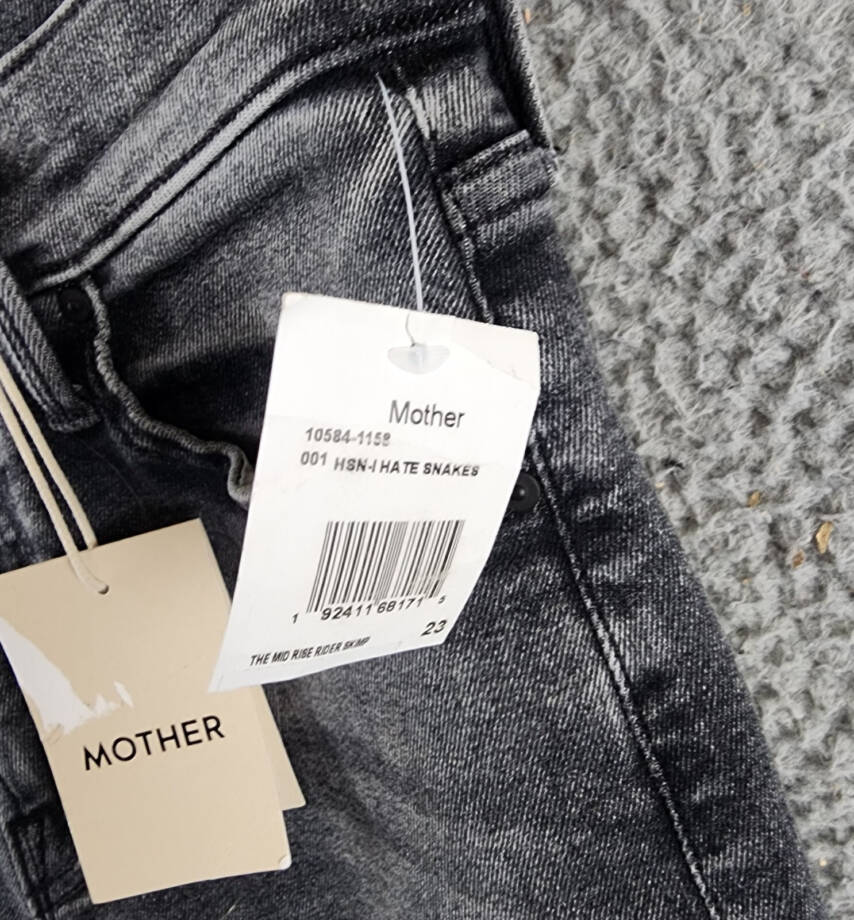 Mother
10584-1158
001 HSN-I HATE SNAKES
1 92411 68171 5
23
THE MID RISE RIDER SKIMP
MOTHER